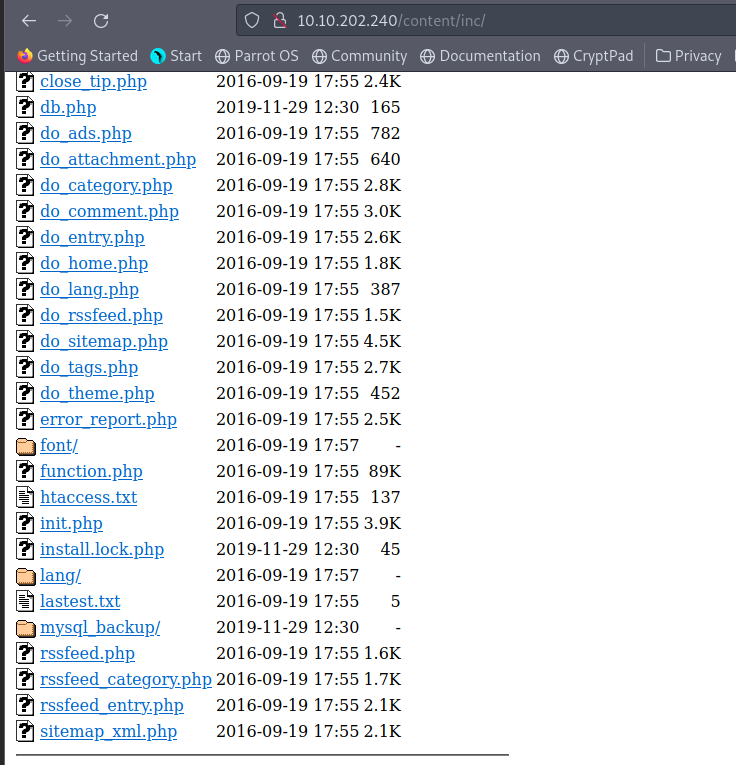 10.10.202.240/content/inc/
Getting Started Start Parrot OS Community Documentation CryptPad Privacy
close_tip.php 2016-09-19 17:55 2.4K
db.php 2019-11-29 12:30 165
do_ads.php 2016-09-19 17:55 782
do_attachment.php 2016-09-19 17:55 640
do_category.php 2016-09-19 17:55 2.8K
do_comment.php 2016-09-19 17:55 3.0K
do_entry.php 2016-09-19 17:55 2.6K
do_home.php 2016-09-19 17:55 1.8K
do_lang.php 2016-09-19 17:55 387
do_rssfeed.php 2016-09-19 17:55 1.5K
do_sitemap.php 2016-09-19 17:55 4.5K
do_tags.php 2016-09-19 17:55 2.7K
do_theme.php 2016-09-19 17:55 452
error_report.php 2016-09-19 17:55 2.5K
font/ 2016-09-19 17:57 -
function.php 2016-09-19 17:55 89K
htaccess.txt 2016-09-19 17:55 137
init.php 2016-09-19 17:55 3.9K
install.lock.php 2019-11-29 12:30 45
lang/ 2016-09-19 17:57 -
lastest.txt 2016-09-19 17:55 5
mysql_backup/ 2019-11-29 12:30 -
rssfeed.php 2016-09-19 17:55 1.6K
rssfeed_category.php 2016-09-19 17:55 1.7K
rssfeed_entry.php 2016-09-19 17:55 2.1K
sitemap_xml.php 2016-09-19 17:55 2.1K